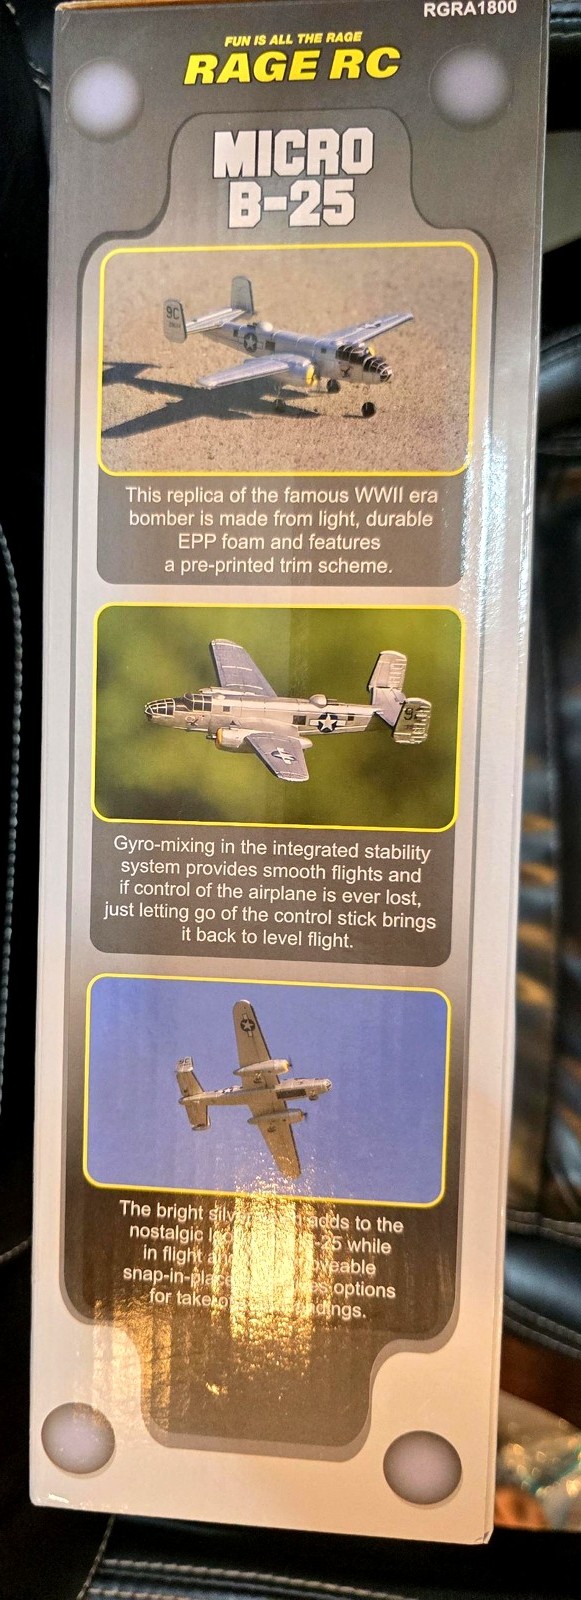 RGRA1800
FUN IS ALL THE RAGE
RAGE RC
MICRO
B-25
9C
This replica of the famous WWII era
bomber is made from light, durable
EPP foam and features
a pre-printed trim scheme.
Gyro-mixing in the integrated stability
system provides smooth flights and
if control of the airplane is ever lost,
just letting go of the control stick brings
it back to level flight.
The bright adds to the
nostalgic while
in flight
snap-in-place options
for